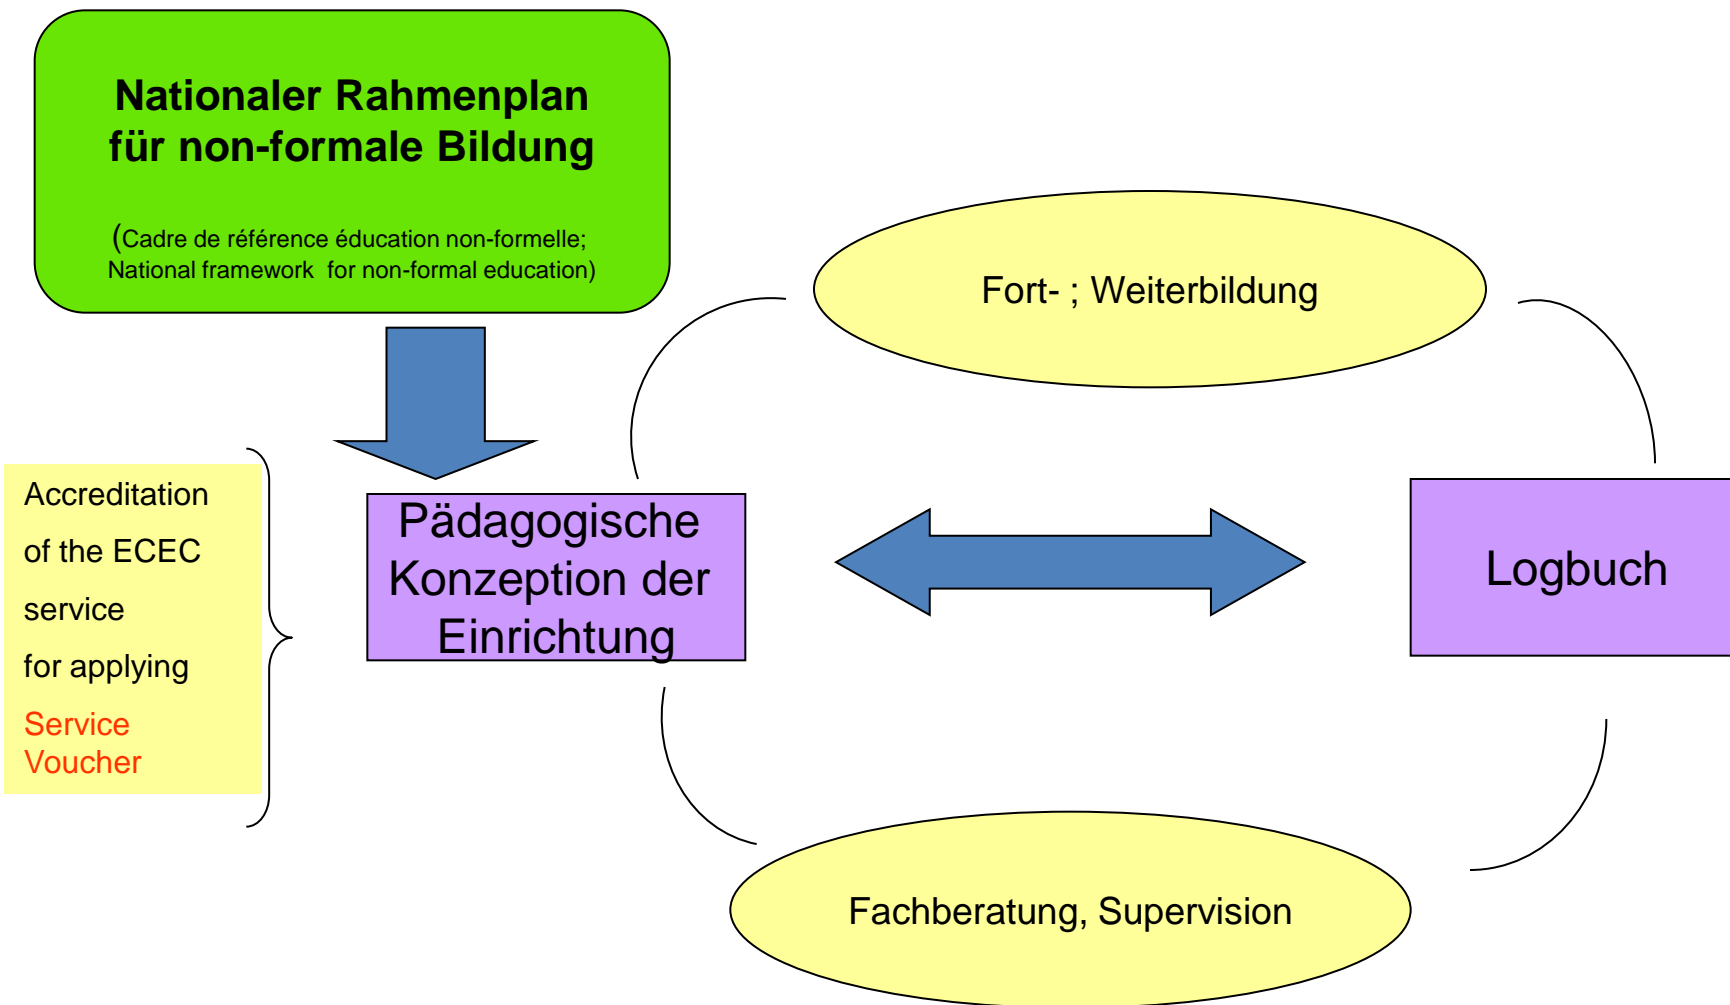 Nationaler Rahmenplan
für non-formale Bildung
(Cadre de référence éducation non-formelle;
National framework for non-formal education)
Fort- ; Weiterbildung
Accreditation
of the ECEC
service
for applying
Service
Voucher
Pädagogische
Konzeption der
Einrichtung
Logbuch
Fachberatung, Supervision